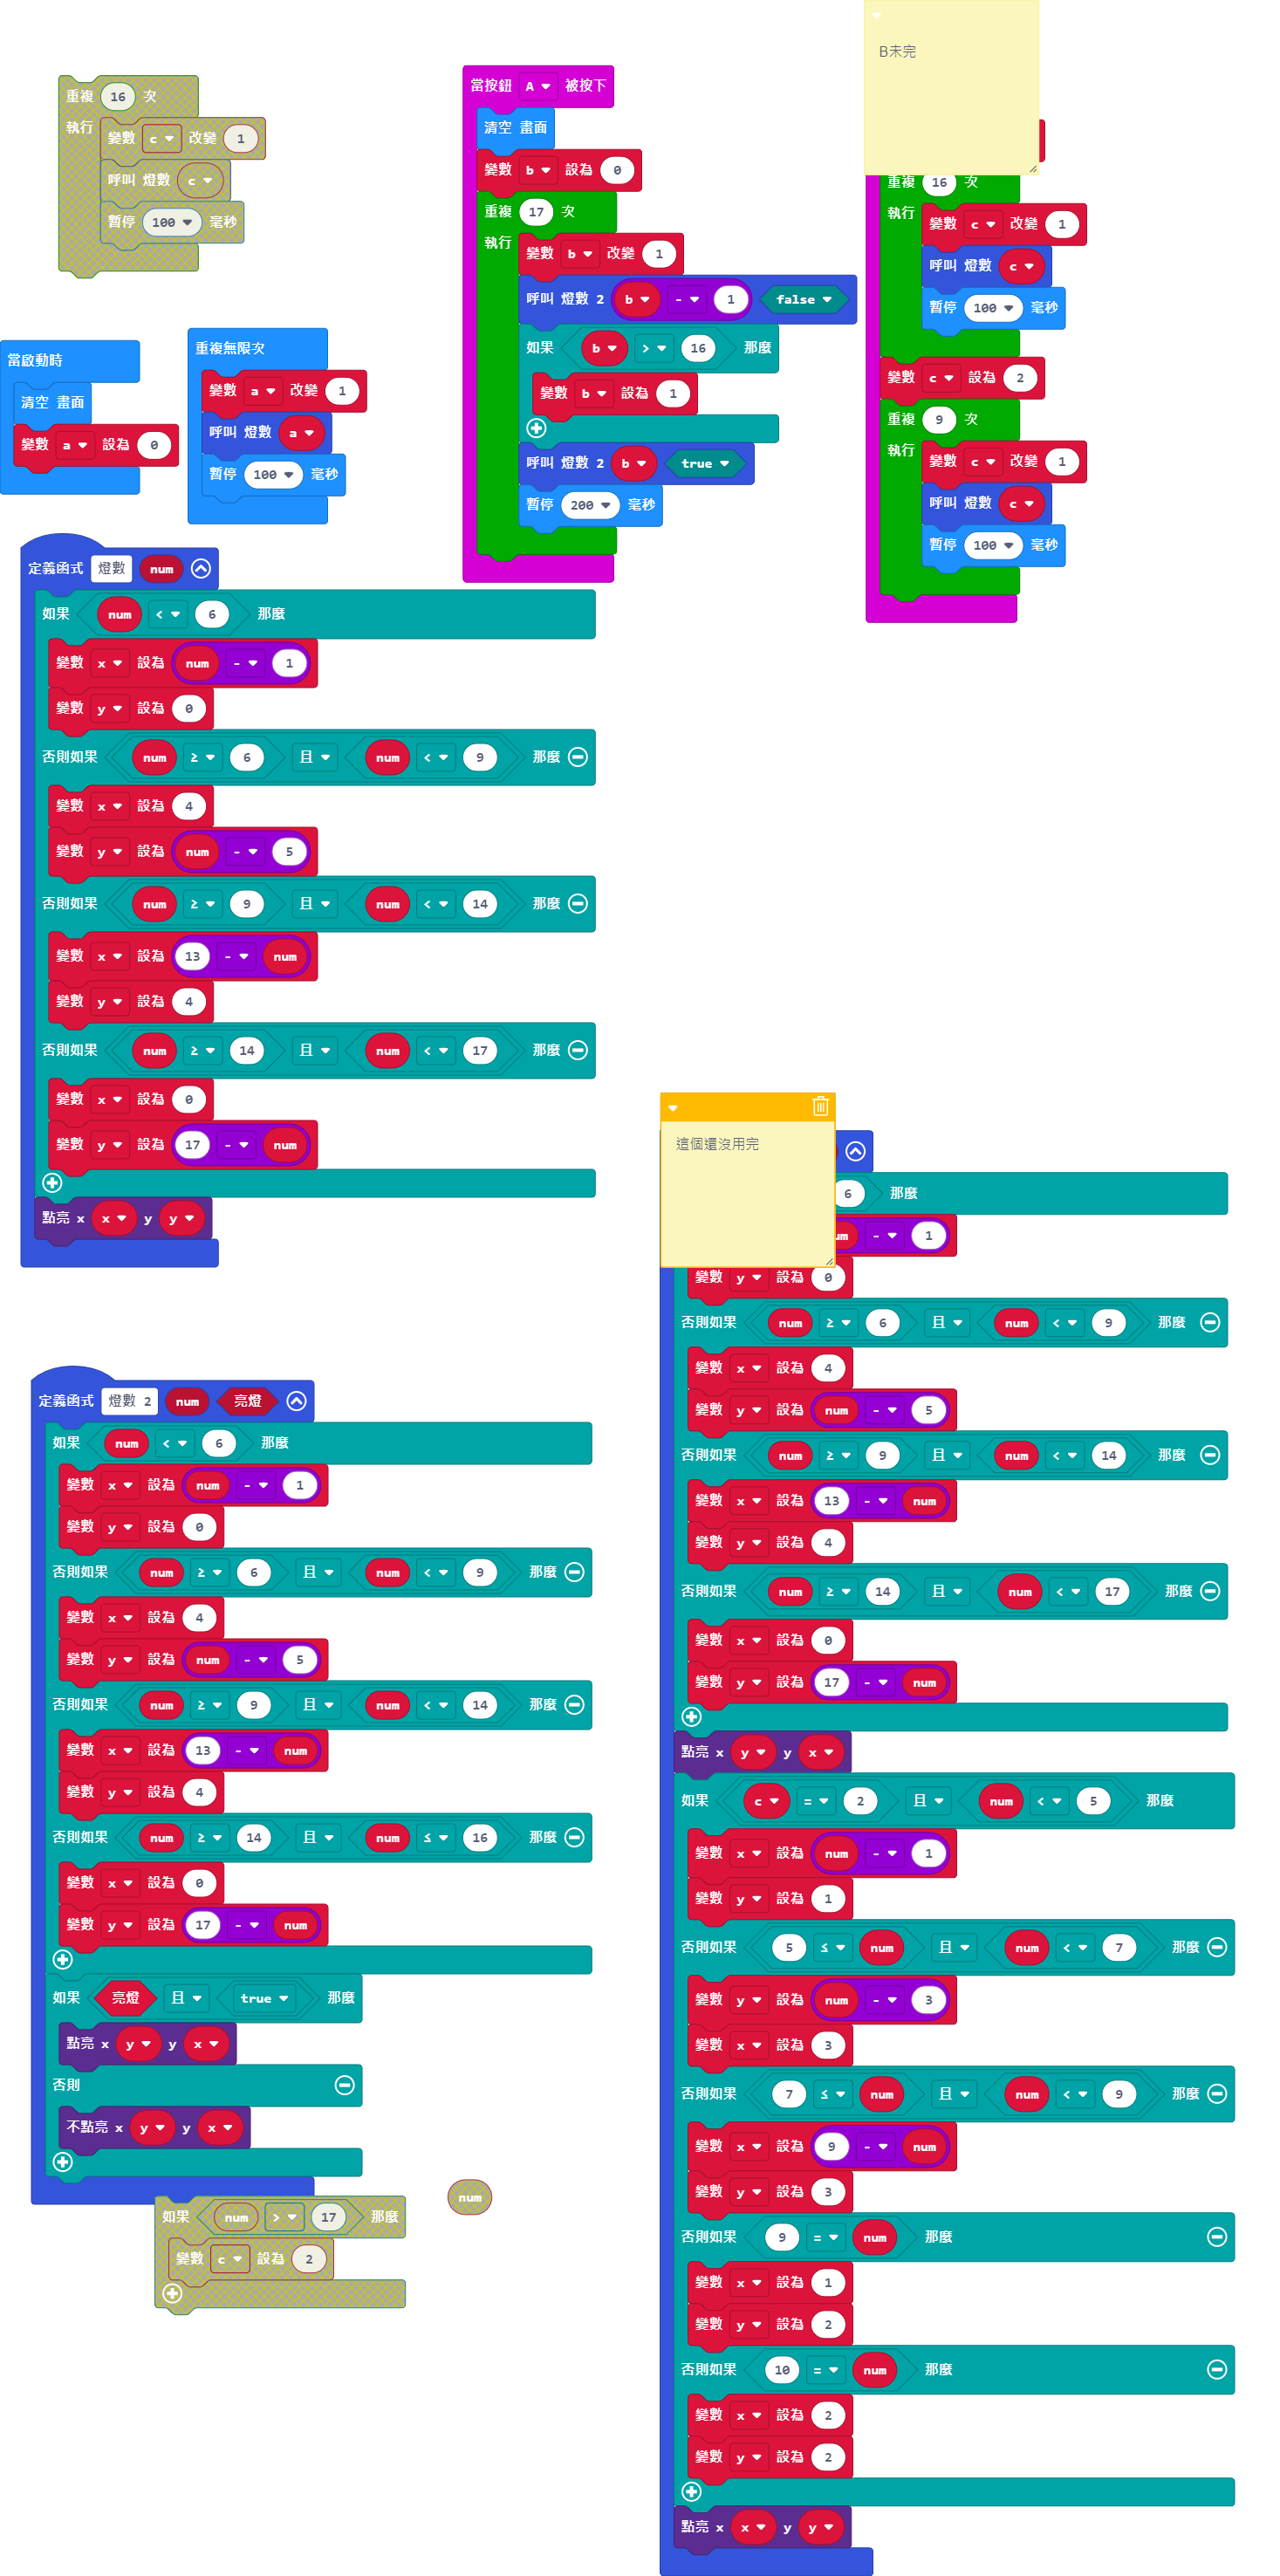 重複 16 次
執行
變數 c 改變 1
呼叫 燈數 c
暫停 100 毫秒
當啟動時
清空 畫面
變數 a 設為 0
重複無限次
變數 a 改變 1
呼叫 燈數 a
暫停 100 毫秒
當按鈕 A 被按下
清空 畫面
變數 b 設為 0
重複 17 次
執行
變數 b 改變 1
呼叫 燈數 2 b - 1 false
如果 b > 16 那麼
變數 b 設為 1
呼叫 燈數 2 b true
暫停 200 毫秒
B未完
重複 16 次
執行
變數 c 改變 1
呼叫 燈數 c
暫停 100 毫秒
變數 c 設為 2
重複 9 次
執行
變數 c 改變 1
呼叫 燈數 c
暫停 100 毫秒
定義函式 燈數 num
如果 num < 6 那麼
變數 x 設為 num - 1
變數 y 設為 0
否則如果 num ≥ 6 且 num < 9 那麼
變數 x 設為 4
變數 y 設為 num - 5
否則如果 num ≥ 9 且 num < 14 那麼
變數 x 設為 13 - num
變數 y 設為 4
否則如果 num ≥ 14 且 num < 17 那麼
變數 x 設為 0
變數 y 設為 17 - num
點亮 x x y y
定義函式 燈數 2 num 亮燈
如果 num < 6 那麼
變數 x 設為 num - 1
變數 y 設為 0
否則如果 num ≥ 6 且 num < 9 那麼
變數 x 設為 4
變數 y 設為 num - 5
否則如果 num ≥ 9 且 num < 14 那麼
變數 x 設為 13 - num
變數 y 設為 4
否則如果 num ≥ 14 且 num ≤ 16 那麼
變數 x 設為 0
變數 y 設為 17 - num
如果 亮燈 且 true 那麼
點亮 x y y x
否則
不點亮 x y y x
如果 num > 17 那麼
變數 c 設為 2
num
這個還沒用完
6 那麼
- 1
變數 y 設為 0
否則如果 num ≥ 6 且 num < 9 那麼
變數 x 設為 4
變數 y 設為 num - 5
否則如果 num ≥ 9 且 num < 14 那麼
變數 x 設為 13 - num
變數 y 設為 4
否則如果 num ≥ 14 且 num < 17 那麼
變數 x 設為 0
變數 y 設為 17 - num
點亮 x y y x
如果 c = 2 且 num < 5 那麼
變數 x 設為 num - 1
變數 y 設為 1
否則如果 5 ≤ num 且 num < 7 那麼
變數 y 設為 num - 3
變數 x 設為 3
否則如果 7 ≤ num 且 num < 9 那麼
變數 x 設為 9 - num
變數 y 設為 3
否則如果 9 = num 那麼
變數 x 設為 1
變數 y 設為 2
否則如果 10 = num 那麼
變數 x 設為 2
變數 y 設為 2
點亮 x x y y